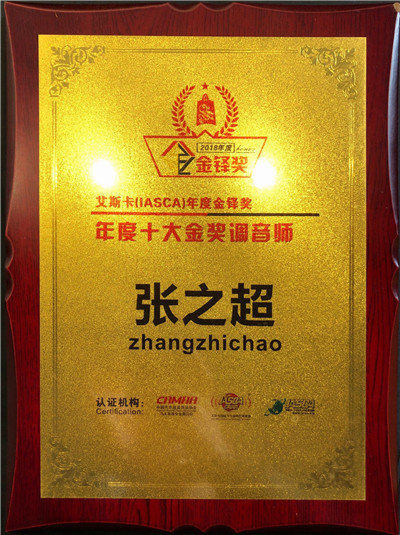 2018年度
金铎奖
艾斯卡(IASCA)年度金铎奖
年度十大金奖调音师
张之超
zhangzhichao
认证机构:
Certification:
CAMRA